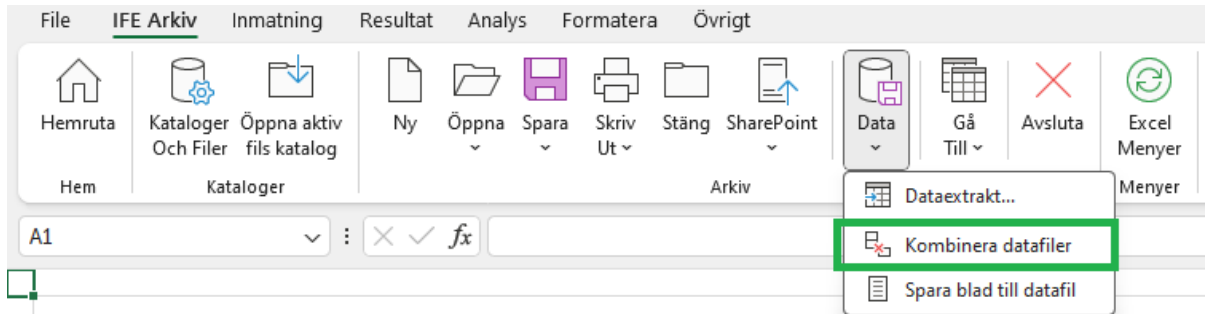 File IFE Arkiv Inmatning Resultat Analys Formatera Övrigt
Hemruta Kataloger Öppna aktiv Ny Öppna Spara Skriv Stäng SharePoint Data Gå Avsluta Excel
Och Filer fils katalog Ut Till Menyer
Hem Kataloger Arkiv Menyer
Dataextrakt...
A1 fx Kombinera datafiler
Spara blad till datafil